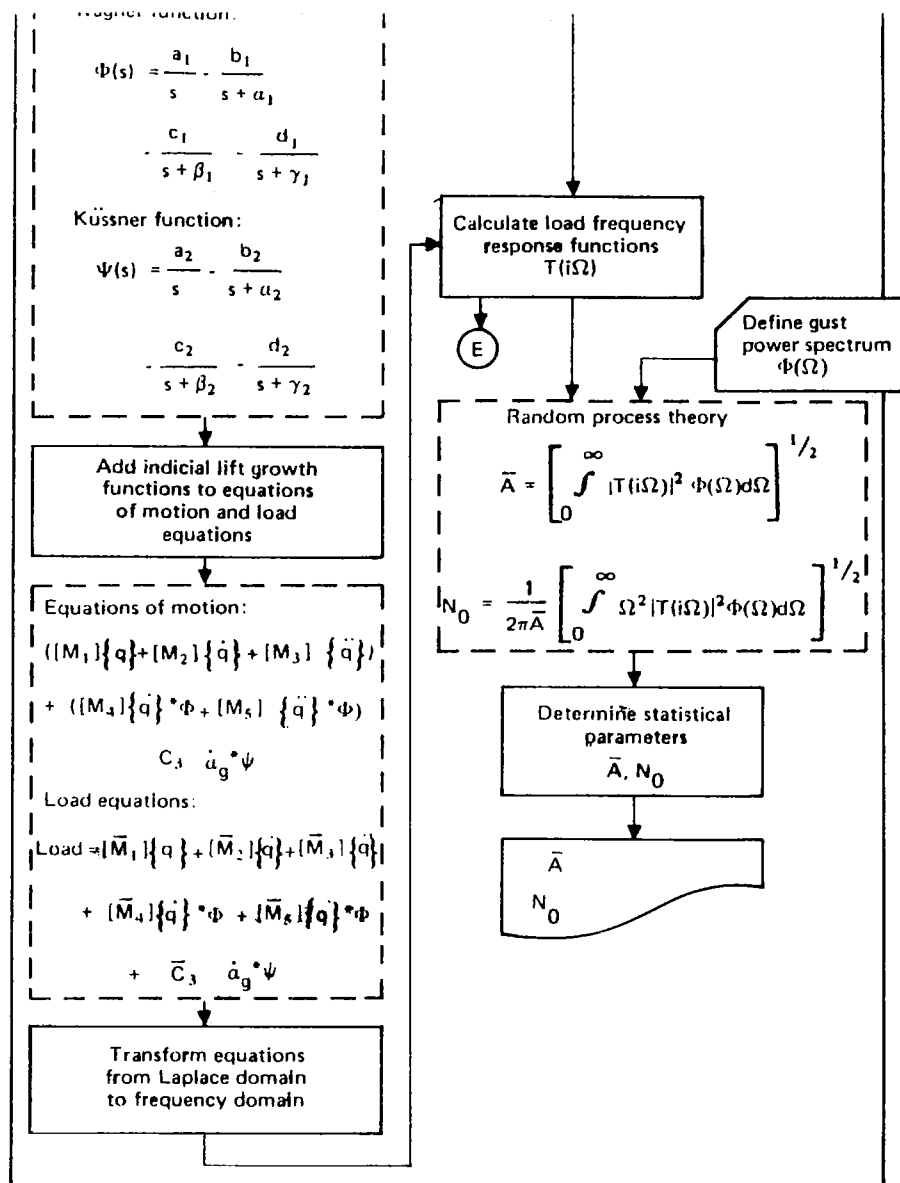 Wagner function:
Φ(s) = a₁/s - b₁/(s + α₁)
- c₁/(s + β₁) - d₁/(s + γ₁)
Küssner function:
Ψ(s) = a₂/s - b₂/(s + α₂)
- c₂/(s + β₂) - d₂/(s + γ₂)
Add indicial lift growth
functions to equations
of motion and load
equations
Equations of motion:
([M₁]{q}+[M₂]{q̇}+[M₃] {q̈})
+ ([M₄]{q̇}*Φ+[M₅] {q̈}*Φ)
C₃ α̇g*ψ
Load equations:
Load =[M̄₁]{q}+[M̄₂]{q̇}+[M̄₃]{q̈}
+ [M̄₄]{q̇}*Φ +[M̄₅]{q̈}*Φ
+ C̄₃ α̇g*ψ
Transform equations
from Laplace domain
to frequency domain
Calculate load frequency
response functions
T(iΩ)
E
Define gust
power spectrum
Φ(Ω)
Random process theory
Ā = [∫₀^∞ |T(iΩ)|² Φ(Ω)dΩ]^1/2
N₀ = 1/(2πĀ) [∫₀^∞ Ω²|T(iΩ)|²Φ(Ω)dΩ]^1/2
Determine statistical
parameters
Ā, N₀
Ā
N₀